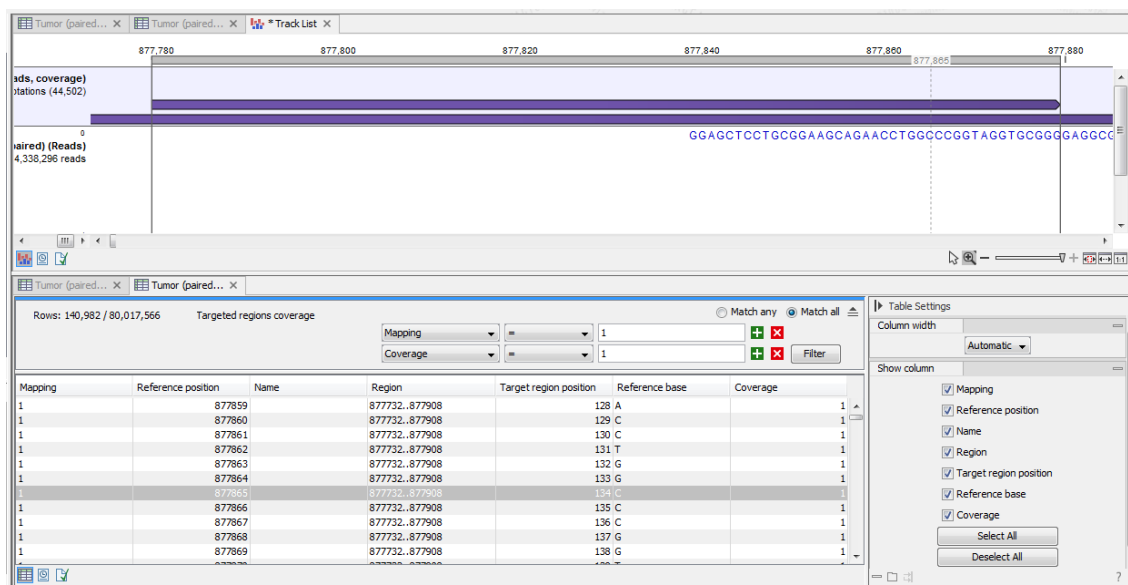 Tumor (paired... Tumor (paired... * Track List
877,780 877,800 877,820 877,840 877,860 877,880
877,865
ads, coverage)
otations (44,502)
0
aired) (Reads)
4,338,296 reads
GGAGCTCCTGCGGAAGCAGAACCTGGCCCGGTAGGTGCGGGGAGGCG
1:1
Tumor (paired... Tumor (paired...
Rows: 140,982 / 80,017,566 Targeted regions coverage Match any Match all
Mapping = 1
Coverage = 1 Filter
Mapping Reference position Name Region Target region position Reference base Coverage
1 877859 877732..877908 128 A 1
1 877860 877732..877908 129 C 1
1 877861 877732..877908 130 C 1
1 877862 877732..877908 131 T 1
1 877863 877732..877908 132 G 1
1 877864 877732..877908 133 G 1
1 877865 877732..877908 134 C 1
1 877866 877732..877908 135 C 1
1 877867 877732..877908 136 C 1
1 877868 877732..877908 137 G 1
1 877869 877732..877908 138 G 1
Table Settings
Column width
Automatic
Show column
Mapping
Reference position
Name
Region
Target region position
Reference base
Coverage
Select All
Deselect All
?